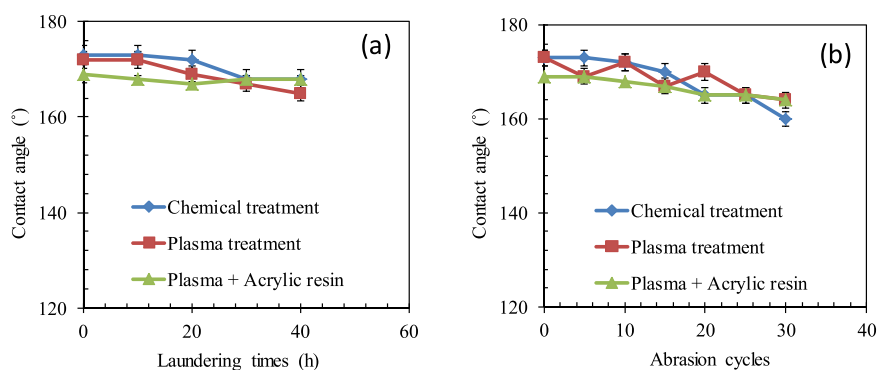 180
(a)
160
140
120
Contact angle (°)
Chemical treatment
Plasma treatment
Plasma + Acrylic resin
0 20 40 60
Laundering times (h)
180
(b)
160
140
120
Contact angle (°)
Chemical treatment
Plasma treatment
Plasma + Acrylic resin
0 10 20 30 40
Abrasion cycles